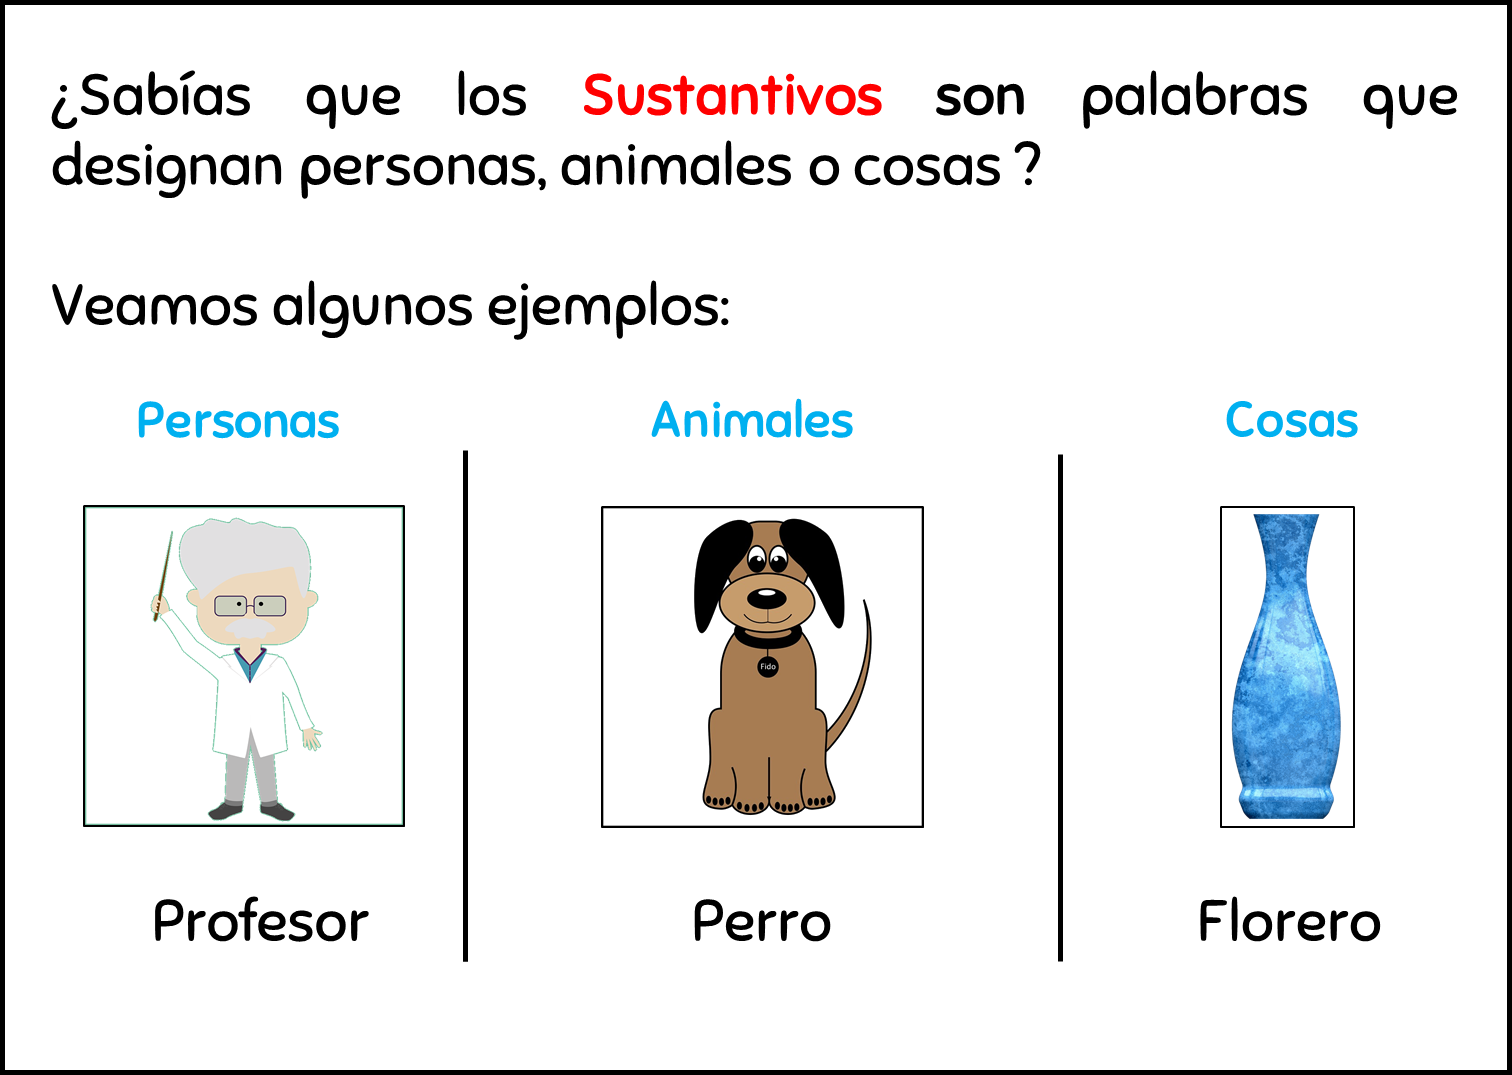 ¿Sabías que los Sustantivos son palabras que
designan personas, animales o cosas ?
Veamos algunos ejemplos:
Personas
Animales
Cosas
Fido
Profesor
Perro
Florero